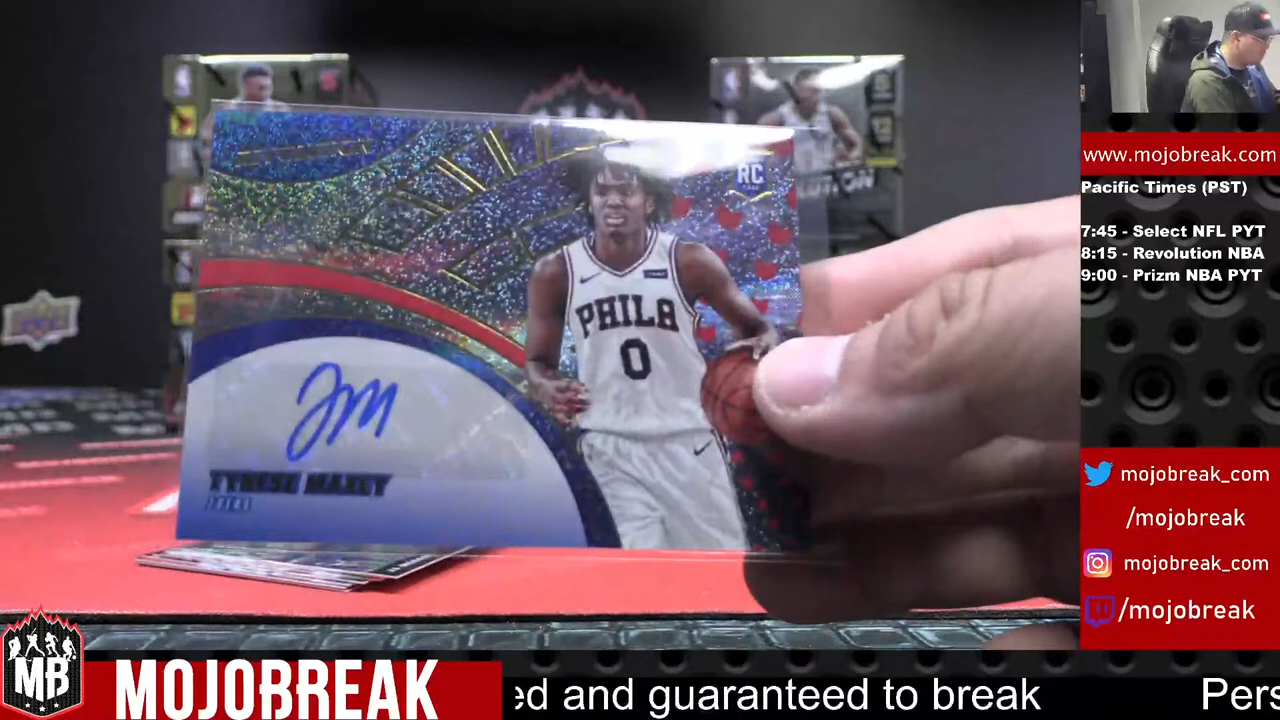 www.mojobreak.com
Pacific Times (PST)
7:45 - Select NFL PYT
8:15 - Revolution NBA
9:00 - Prizm NBA PYT
RC
PHILA
0
TYRESE MAXEY
mojobreak_com
/mojobreak
mojobreak_com
/mojobreak
MB
MOJOBREAK
ed and guaranteed to break
Pers